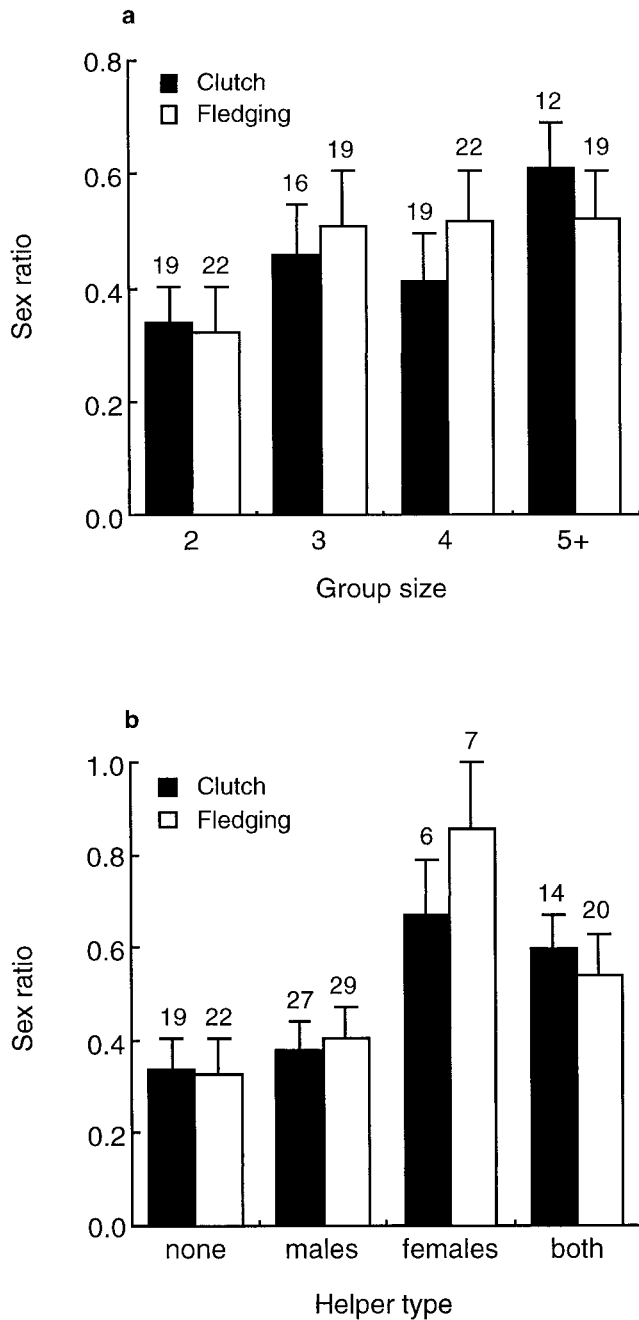 a
0.8
Clutch
Fledging
12
19
22
19
16
0.6
19
19
22
0.4
0.2
0.0
Sex ratio
2 3 4 5+
Group size
b
7
1.0
Clutch
Fledging
6
0.8
14
20
0.6
27
29
19
22
0.4
0.2
0.0
Sex ratio
none males females both
Helper type